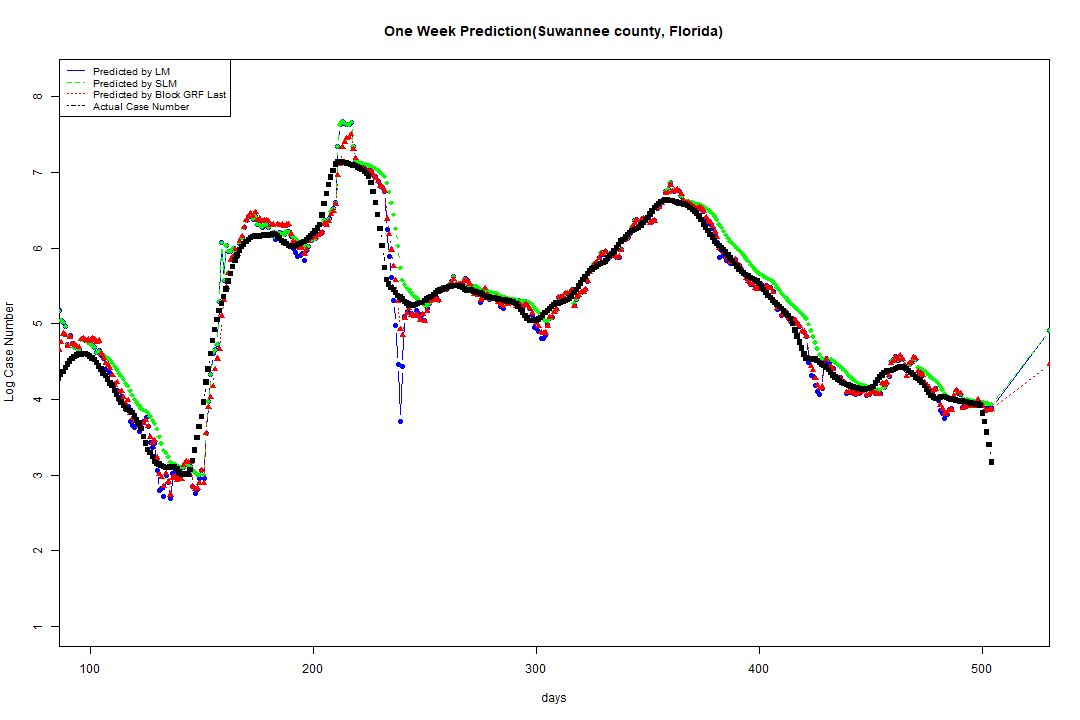 One Week Prediction(Suwannee county, Florida)
Predicted by LM
Predicted by SLM
Predicted by Block GRF Last
Actual Case Number
8
7
6
5
4
3
2
1
Log Case Number
100 200 300 400 500
days